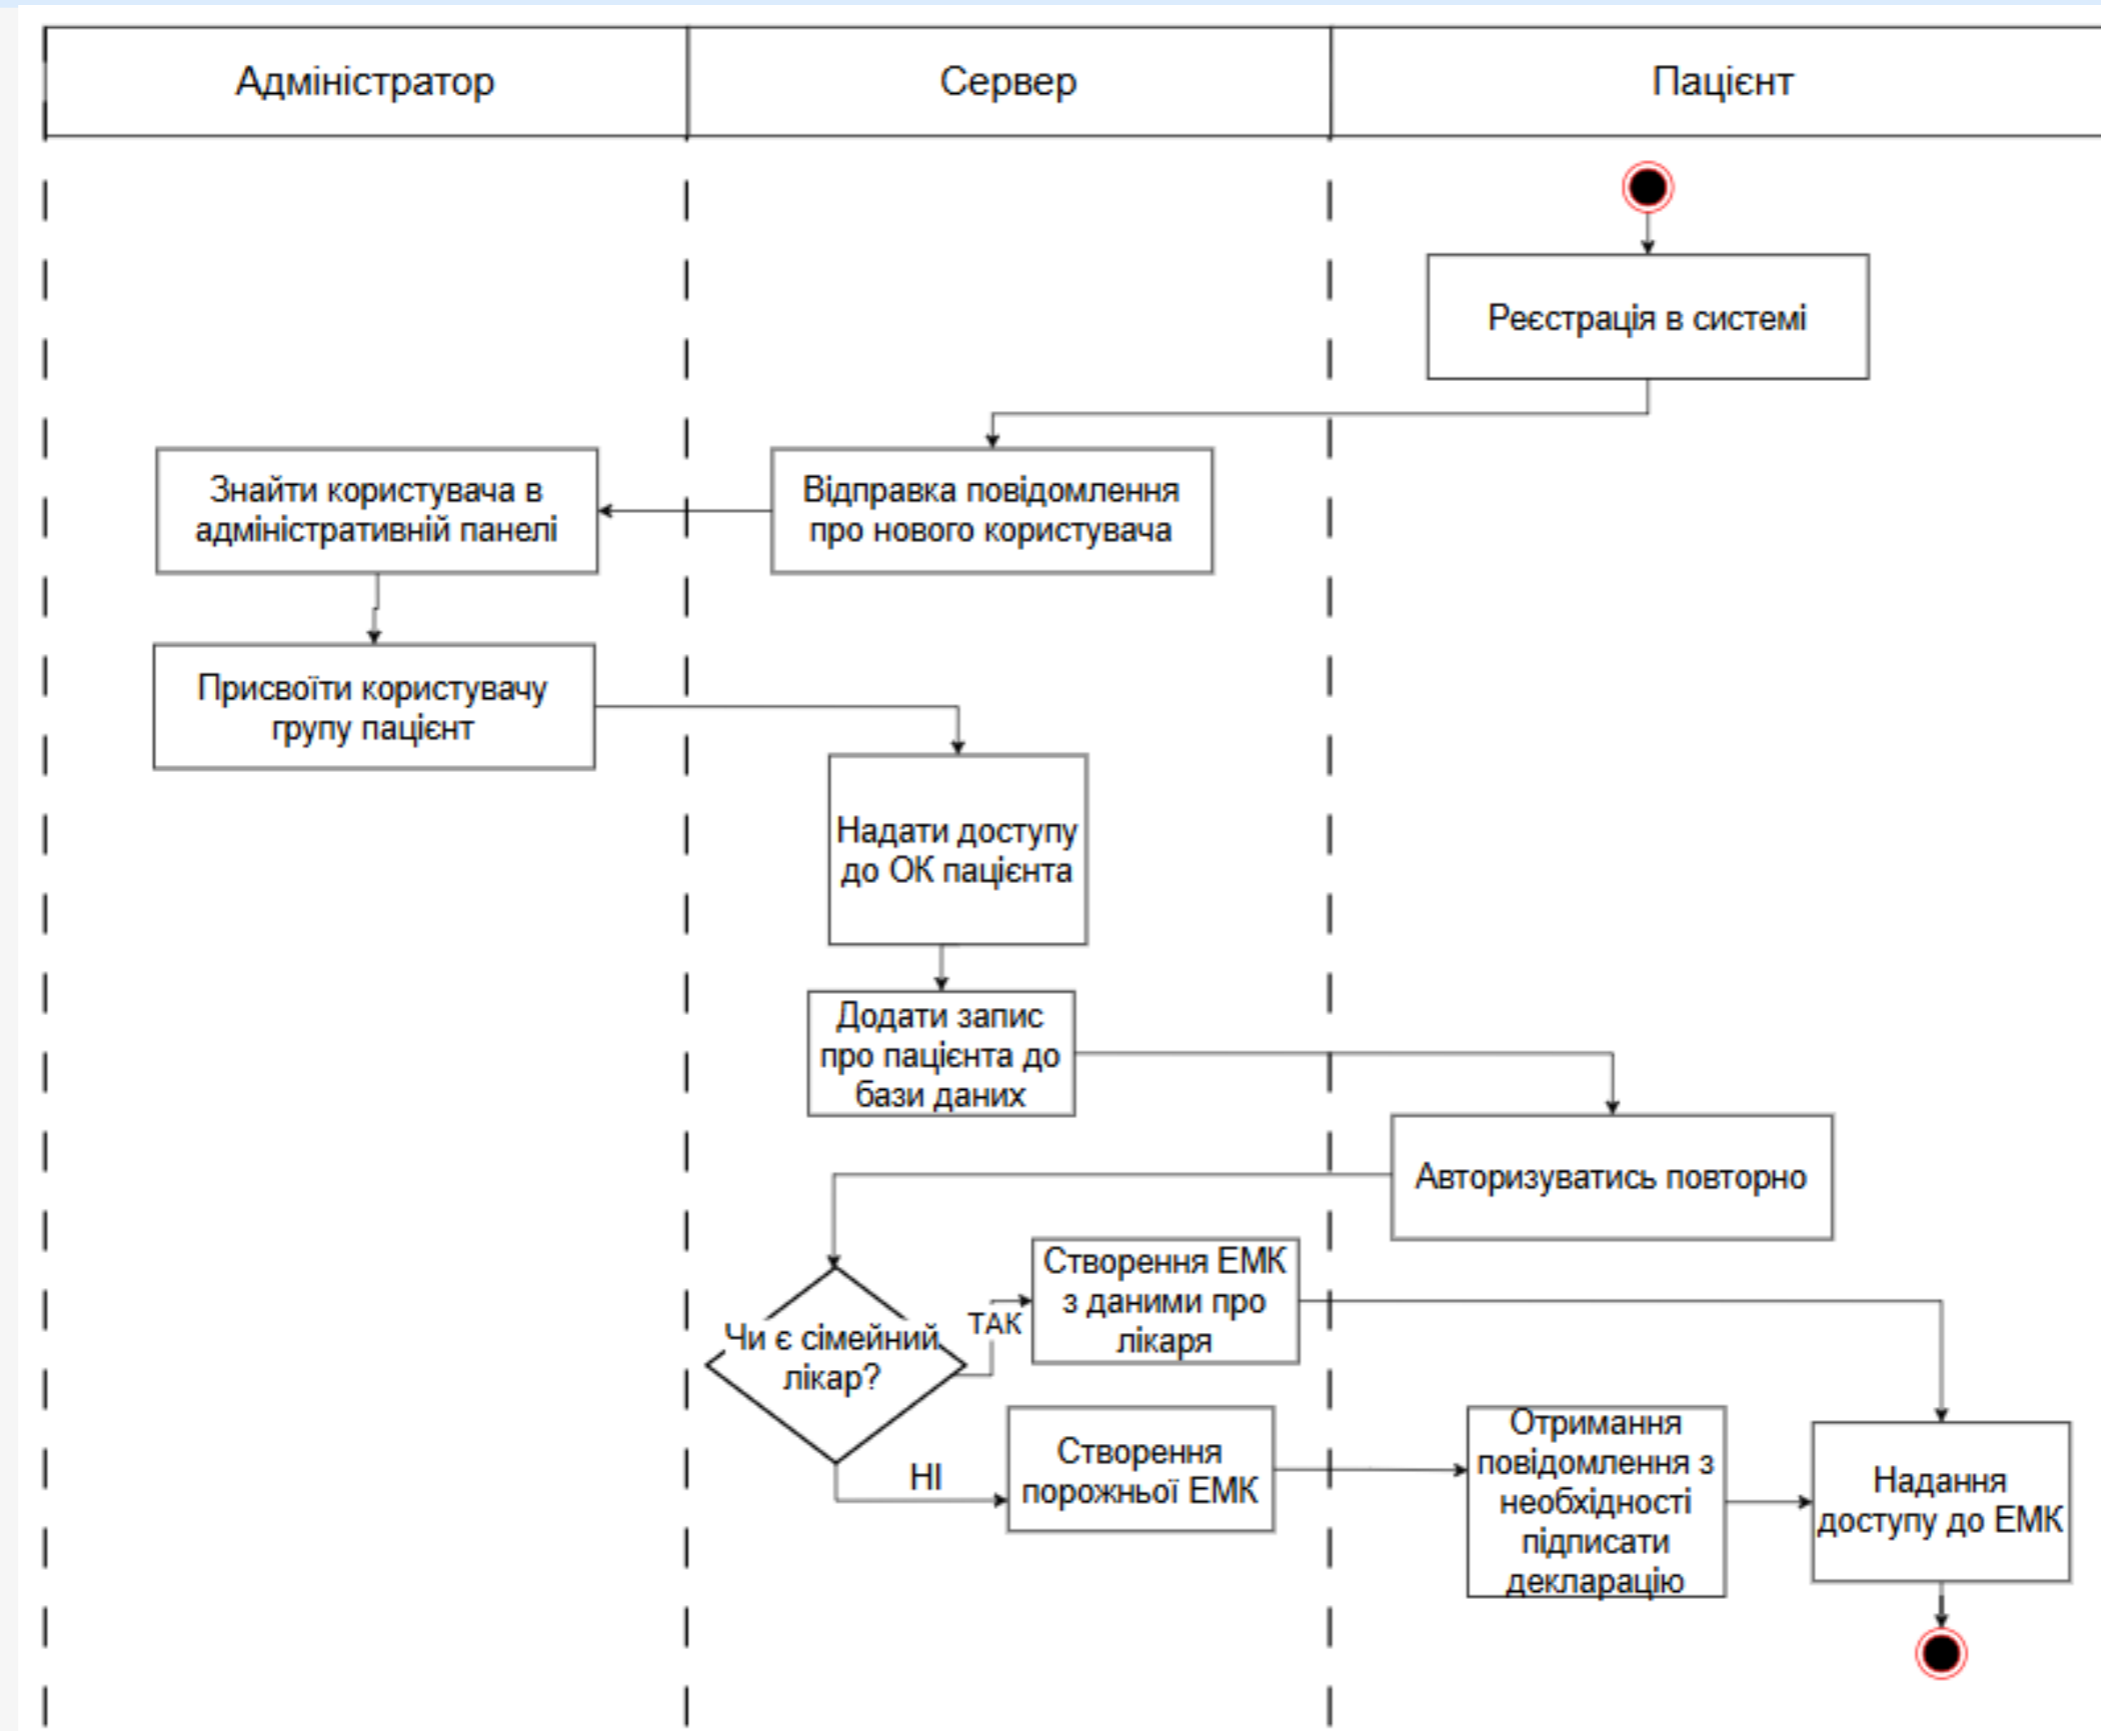 Адміністратор
Сервер
Пацієнт
Реєстрація в системі
Знайти користувача в
адміністративній панелі
Відправка повідомлення
про нового користувача
Присвоїти користувачу
групу пацієнт
Надати доступу
до ОК пацієнта
Додати запис
про пацієнта до
бази даних
Авторизуватись повторно
Чи є сімейний
лікар?
ТАК
Створення ЕМК
з даними про
лікаря
НІ
Створення
порожньої ЕМК
Отримання
повідомлення з
необхідності
підписати
декларацію
Надання
доступу до ЕМК